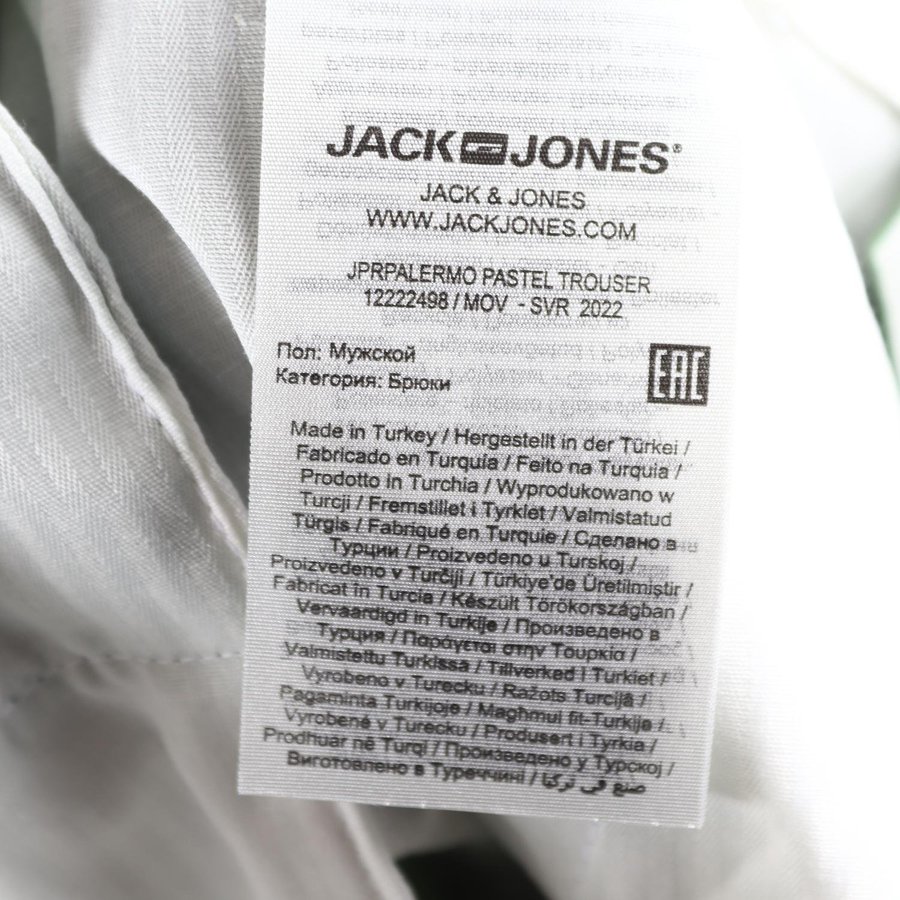 JACK JONES®
JACK & JONES
WWW.JACKJONES.COM
JPRPALERMO PASTEL TROUSER
12222498 / MOV - SVR 2022
Пол: Мужской
Категория: Брюки
EAC
Made in Turkey / Hergestellt in der Türkei /
Fabricado en Turquía / Feito na Turquia /
Prodotto in Turchia / Wyprodukowano w
Turcji / Fremstillet i Tyrkiet / Valmistatud
Türgis / Fabriqué en Turquie / Сделано в
Турции / Proizvedeno u Turskoj /
Proizvedeno v Turčiji / Türkiye'de Üretilmiştir /
Fabricat in Turcia / Készült Törökországban /
Vervaardigd in Turkije / Произведено в
Турция / Παράγεται στην Τουρκία /
Valmistettu Turkissa / Tillverked i Turkiet /
Vyrobeno v Turecku / Ražots Turcijā /
Pagaminta Turkijoje / Magħmul fit-Turkija /
Vyrobené v Turecku / Produsert i Tyrkia /
Prodhuar në Turqi / Произведено у Турској /
Виготовлено в Туреччині / صنع في تركيا